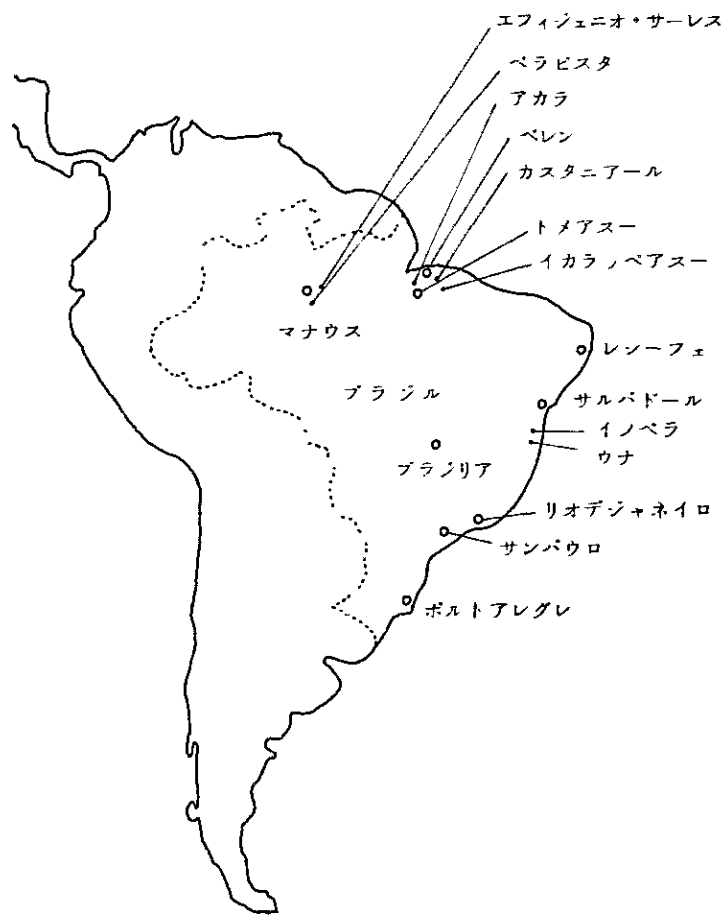 エフィジェニオ・サーレス
ベラビスタ
アカラ
ベレン
カスタニアール
トメアスー
イガラッペアスー
マナウス
レシーフェ
ブラジル
サルバドール
イツベラ
ウナ
ブラジリア
リオデジャネイロ
サンパウロ
ポルトアレグレ